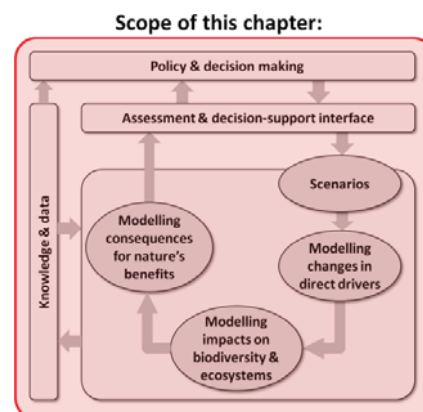 Scope of this chapter:
Policy & decision making
Assessment & decision-support interface
Scenarios
Modelling
consequences
for nature's
benefits
Knowledge & data
Modelling
changes in
direct drivers
Modelling
impacts on
biodiversity &
ecosystems